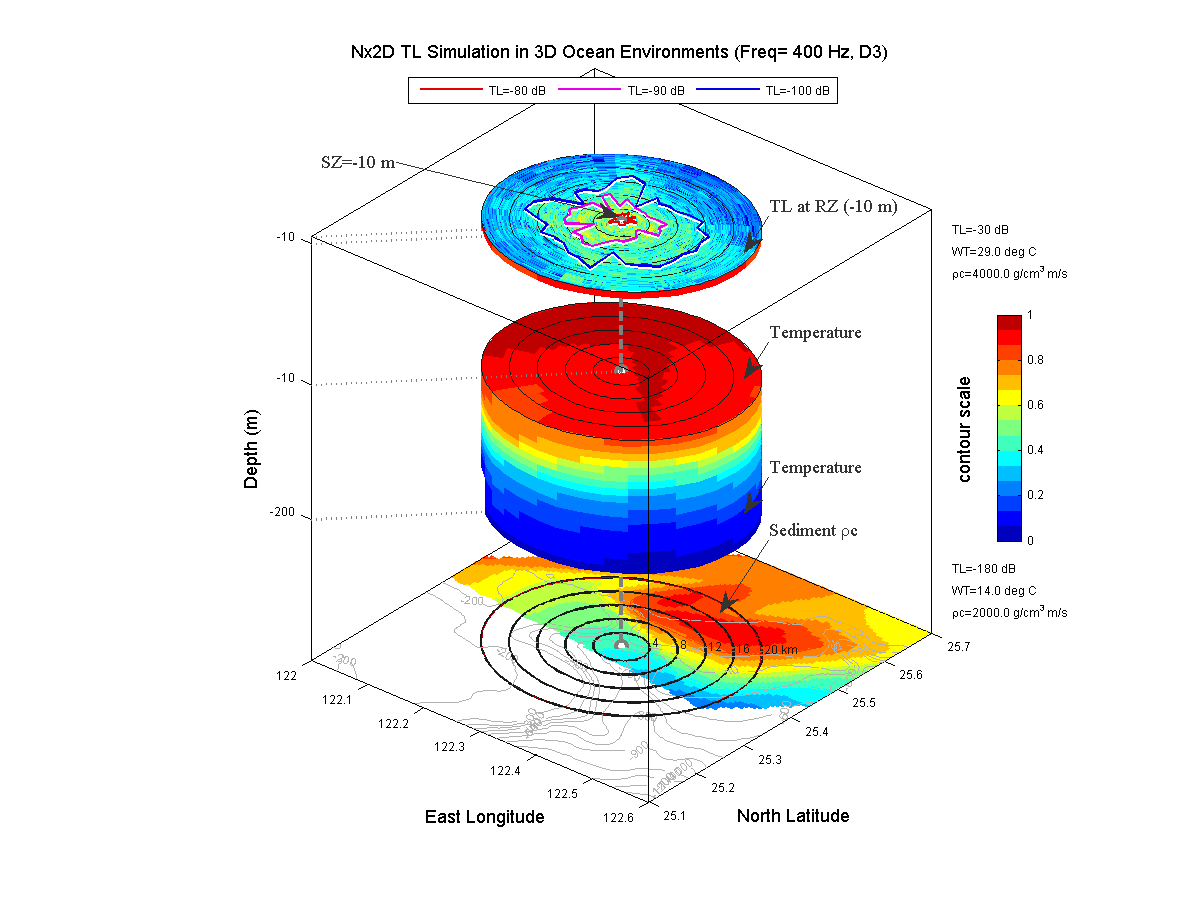 Nx2D TL Simulation in 3D Ocean Environments (Freq= 400 Hz, D3)
TL=-80 dB TL=-90 dB TL=-100 dB
SZ=-10 m
TL at RZ (-10 m)
TL=-30 dB
WT=29.0 deg C
ρc=4000.0 g/cm³ m/s
-10
-10
-200
Depth (m)
Temperature
Temperature
Sediment ρc
contour scale
1
0.8
0.6
0.4
0.2
0
TL=-180 dB
WT=14.0 deg C
ρc=2000.0 g/cm³ m/s
-200
-200
-900
4 8 12 16 20 km
122
122.1
122.2
122.3
122.4
122.5
122.6
25.1
25.2
25.3
25.4
25.5
25.6
25.7
East Longitude
North Latitude